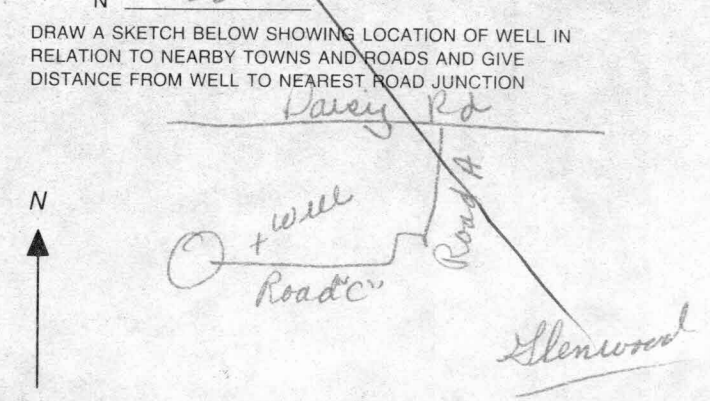 N
DRAW A SKETCH BELOW SHOWING LOCATION OF WELL IN
RELATION TO NEARBY TOWNS AND ROADS AND GIVE
DISTANCE FROM WELL TO NEAREST ROAD JUNCTION
Daisy Rd
N
+ Well
Road A
Road "C"
Glenwood